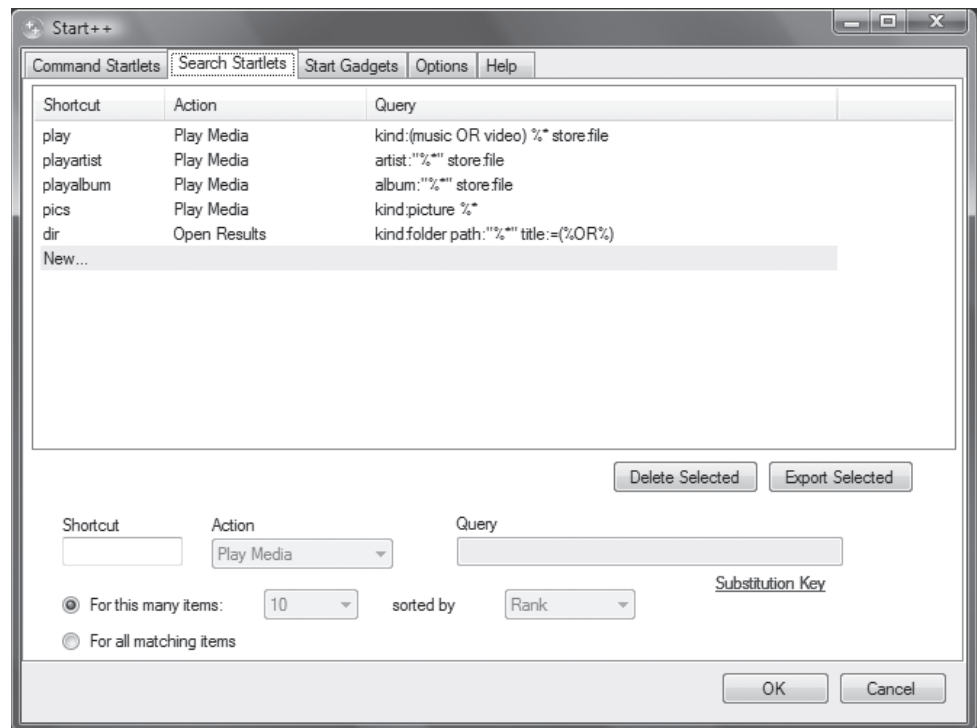 Start++
Command Startlets Search Startlets Start Gadgets Options Help
Shortcut Action Query
play Play Media kind:(music OR video) %* store:file
playartist Play Media artist:"%*" store:file
playalbum Play Media album:"%*" store:file
pics Play Media kind:picture %*
dir Open Results kind:folder path:"%*" title:=(%OR%)
New...
Delete Selected Export Selected
Shortcut Action Query
Play Media
Substitution Key
For this many items: 10 sorted by Rank
For all matching items
OK Cancel